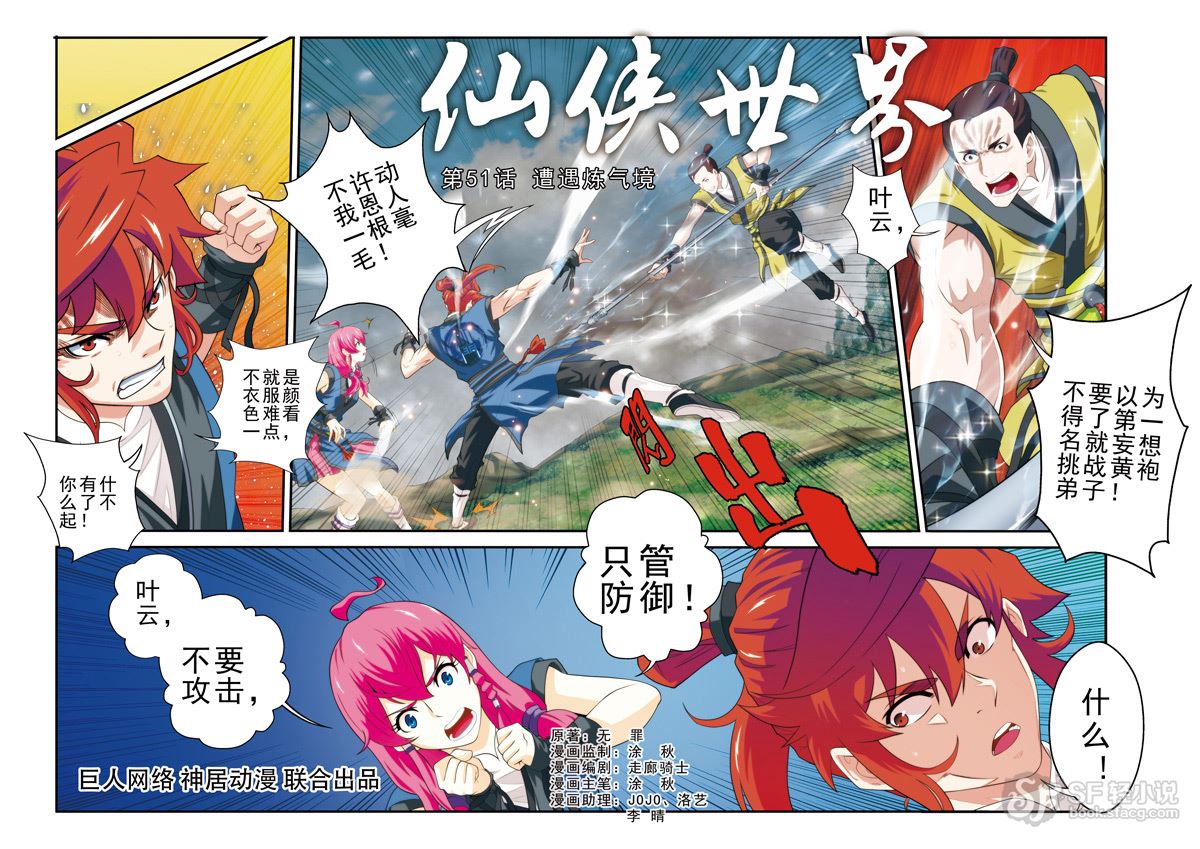 仙侠世界
第51话 遭遇炼气境
叶云，
不要以为
得了第一
名就妄想
挑战黄袍
弟子！
不许动
我恩人
一根毫
毛！
不就是
衣服颜
色难看
一点，
你有什
么了不
起！
闪
出
叶云，
不要
攻击，
只管
防御！
什么！
原著：无 罪
漫画监制：涂 秋
漫画编剧：走廊骑士
漫画主笔：涂 秋
漫画助理：JOJO、洛艺
李 晴
巨人网络 神居动漫 联合出品
SF轻小说
book.sfacg.com